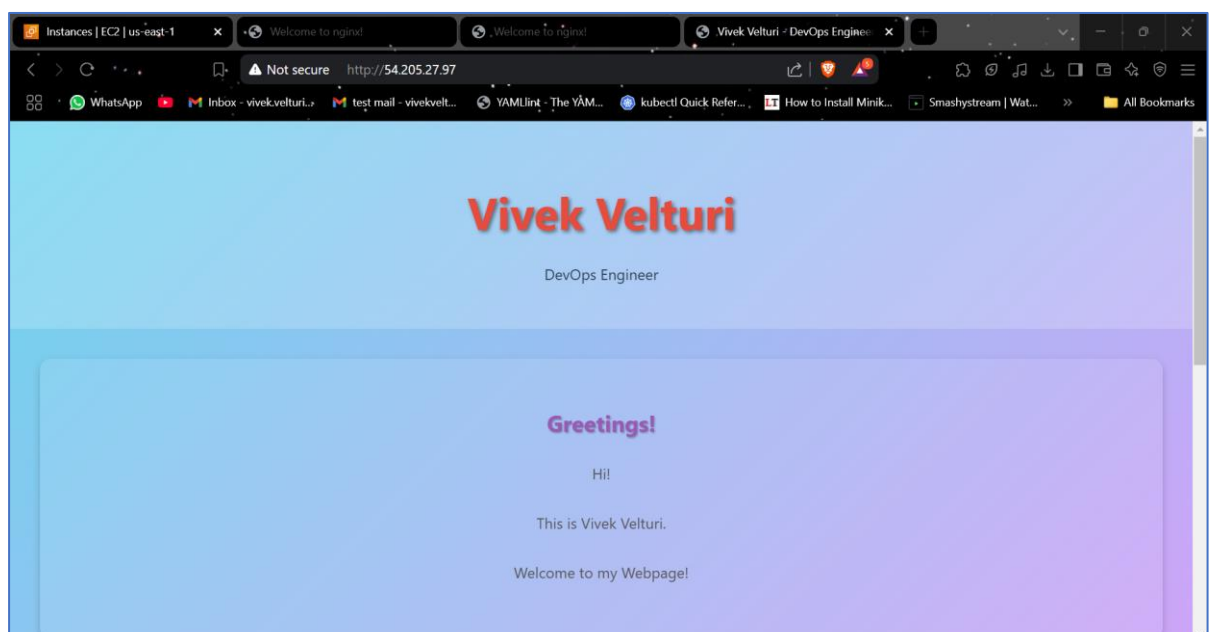 Instances | EC2 | us-east-1
Welcome to nginx!
Welcome to nginx!
Vivek Velturi - DevOps Enginee
Not secure http://54.205.27.97
WhatsApp
Inbox - vivek.velturi...
test mail - vivekvelt...
YAMLlint - The YAM...
kubectl Quick Refer...
LT How to Install Minik...
Smashystream | Wat...
All Bookmarks
Vivek Velturi
DevOps Engineer
Greetings!
Hi!
This is Vivek Velturi.
Welcome to my Webpage!